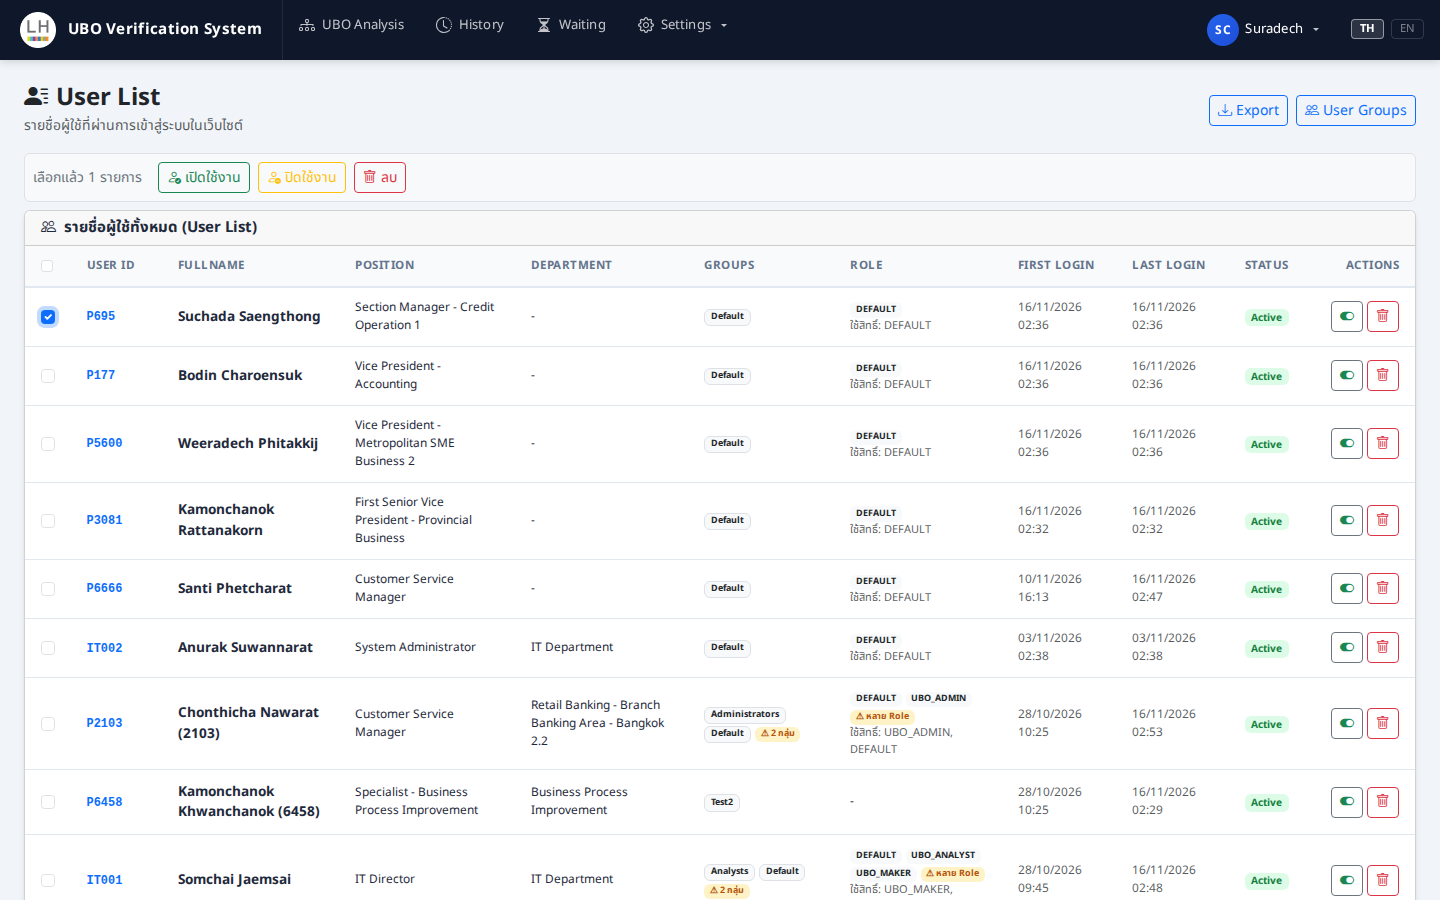 LH UBO Verification System UBO Analysis History Waiting Settings SC Suradech TH EN
User List
รายชื่อผู้ใช้ที่ผ่านการเข้าสู่ระบบในเว็บไซต์
Export User Groups
เลือกแล้ว 1 รายการ เปิดใช้งาน ปิดใช้งาน ลบ
รายชื่อผู้ใช้ทั้งหมด (User List)
USER ID FULLNAME POSITION DEPARTMENT GROUPS ROLE FIRST LOGIN LAST LOGIN STATUS ACTIONS
P695 Suchada Saengthong Section Manager - Credit Operation 1 - Default DEFAULT ใช้สิทธิ์: DEFAULT 16/11/2026 02:36 16/11/2026 02:36 Active
P177 Bodin Charoensuk Vice President - Accounting - Default DEFAULT ใช้สิทธิ์: DEFAULT 16/11/2026 02:36 16/11/2026 02:36 Active
P5600 Weeradech Phitakkij Vice President - Metropolitan SME Business 2 - Default DEFAULT ใช้สิทธิ์: DEFAULT 16/11/2026 02:36 16/11/2026 02:36 Active
P3081 Kamonchanok Rattanakorn First Senior Vice President - Provincial Business - Default DEFAULT ใช้สิทธิ์: DEFAULT 16/11/2026 02:32 16/11/2026 02:32 Active
P6666 Santi Phetcharat Customer Service Manager - Default DEFAULT ใช้สิทธิ์: DEFAULT 10/11/2026 16:13 16/11/2026 02:47 Active
IT002 Anurak Suwannarat System Administrator IT Department Default DEFAULT ใช้สิทธิ์: DEFAULT 03/11/2026 02:38 03/11/2026 02:38 Active
P2103 Chonthicha Nawarat (2103) Customer Service Manager Retail Banking - Branch Banking Area - Bangkok 2.2 Administrators Default ⚠ 2 กลุ่ม DEFAULT UBO_ADMIN ⚠ หลาย Role ใช้สิทธิ์: UBO_ADMIN, DEFAULT 28/10/2026 10:25 16/11/2026 02:53 Active
P6458 Kamonchanok Khwanchanok (6458) Specialist - Business Process Improvement Business Process Improvement Test2 - 28/10/2026 10:25 16/11/2026 02:29 Active
IT001 Somchai Jaemsai IT Director IT Department Analysts Default ⚠ 2 กลุ่ม DEFAULT UBO_ANALYST UBO_MAKER ⚠ หลาย Role ใช้สิทธิ์: UBO_MAKER, 28/10/2026 09:45 16/11/2026 02:48 Active